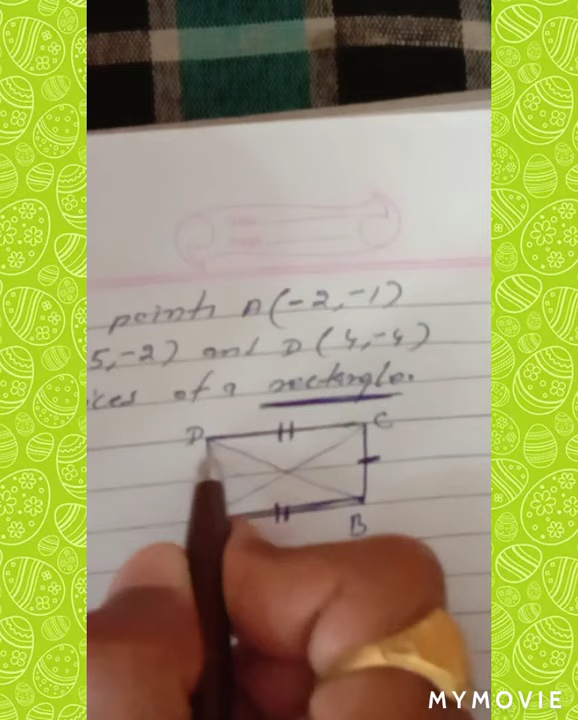 points A(-2,-1)
5,-2) and D(4,-4)
ices of a rectangle.
D C
B
MYMOVIE